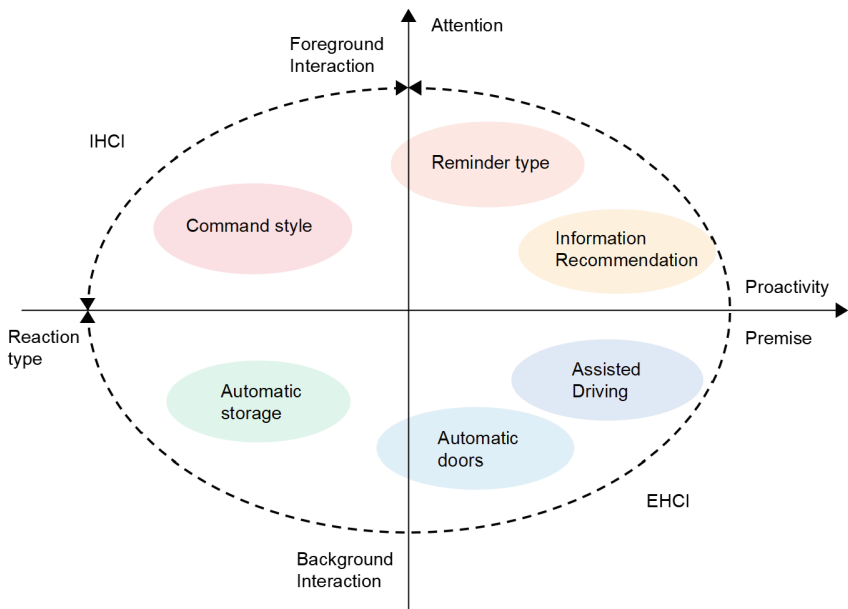 Attention
Foreground
Interaction
IHCI
Reminder type
Command style
Information
Recommendation
Proactivity
Reaction
type
Premise
Assisted
Driving
Automatic
storage
Automatic
doors
EHCI
Background
Interaction